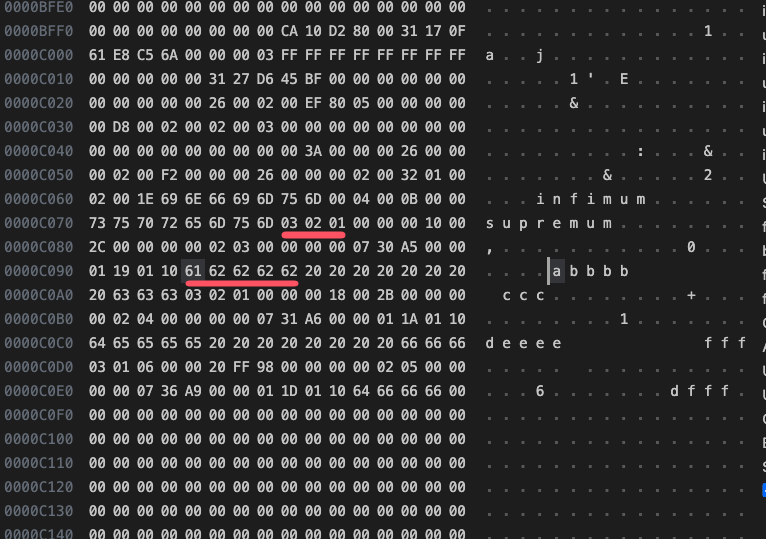 0000BFE0 00 00 00 00 00 00 00 00 00 00 00 00 00 00 00 00 . . . . . . . . . . . . . . . .
0000BFF0 00 00 00 00 00 00 00 00 CA 10 D2 80 00 31 17 0F . . . . . . . . . . . . . 1 . .
0000C000 61 E8 C5 6A 00 00 00 03 FF FF FF FF FF FF FF FF a . . j . . . . . . . . . . . .
0000C010 00 00 00 00 00 31 27 D6 45 BF 00 00 00 00 00 00 . . . . . 1 ' . E . . . . . . .
0000C020 00 00 00 00 00 26 00 02 00 EF 80 05 00 00 00 00 . . . . . & . . . . . . . . . .
0000C030 00 D8 00 02 00 02 00 03 00 00 00 00 00 00 00 00 . . . . . . . . . . . . . . . .
0000C040 00 00 00 00 00 00 00 00 00 3A 00 00 00 26 00 00 . . . . . . . . . : . . . & . .
0000C050 00 02 00 F2 00 00 00 26 00 00 00 02 00 32 01 00 . . . . . . . & . . . . . 2 . .
0000C060 02 00 1E 69 6E 66 69 6D 75 6D 00 04 00 0B 00 00 . . . i n f i m u m . . . . . .
0000C070 73 75 70 72 65 6D 75 6D 03 02 01 00 00 00 10 00 s u p r e m u m . . . . . . . .
0000C080 2C 00 00 00 00 02 03 00 00 00 00 07 30 A5 00 00 , . . . . . . . . . . . 0 . . .
0000C090 01 19 01 10 61 62 62 62 62 20 20 20 20 20 20 20 . . . . a b b b b
0000C0A0 20 63 63 63 03 02 01 00 00 00 18 00 2B 00 00 00 c c c . . . . . . . . + . . .
0000C0B0 00 02 04 00 00 00 00 07 31 A6 00 00 01 1A 01 10 . . . . . . . . 1 . . . . . . .
0000C0C0 64 65 65 65 65 20 20 20 20 20 20 20 20 66 66 66 d e e e e f f f
0000C0D0 03 01 06 00 00 20 FF 98 00 00 00 00 02 05 00 00 . . . . . . . . . . . . . . .
0000C0E0 00 00 07 36 A9 00 00 01 1D 01 10 64 66 66 66 00 . . . 6 . . . . . . . d f f f .
0000C0F0 00 00 00 00 00 00 00 00 00 00 00 00 00 00 00 00 . . . . . . . . . . . . . . . .
0000C100 00 00 00 00 00 00 00 00 00 00 00 00 00 00 00 00 . . . . . . . . . . . . . . . .
0000C110 00 00 00 00 00 00 00 00 00 00 00 00 00 00 00 00 . . . . . . . . . . . . . . . .
0000C120 00 00 00 00 00 00 00 00 00 00 00 00 00 00 00 00 . . . . . . . . . . . . . . . .
0000C130 00 00 00 00 00 00 00 00 00 00 00 00 00 00 00 00 . . . . . . . . . . . . . . . .
0000C140 00 00 00 00 00 00 00 00 00 00 00 00 00 00 00 00 . . . . . . . . . . . . . . . .